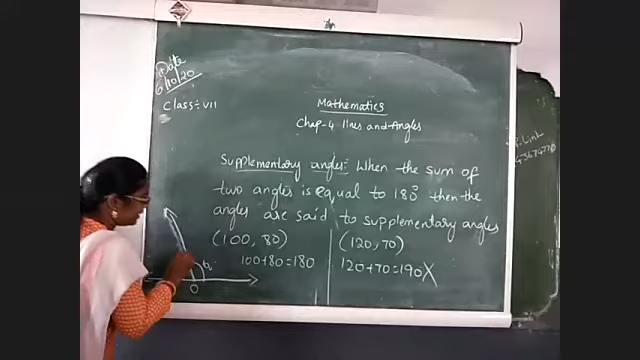 Date
6/10/20
Class:- VII
Mathematics
Chap-4 lines and Angles
Supplementary angles:- When the sum of
two angles is equal to 180° then the
angles are said to supplementary angles
(100, 80)
100+80=180
(120, 70)
120+70=190X
O